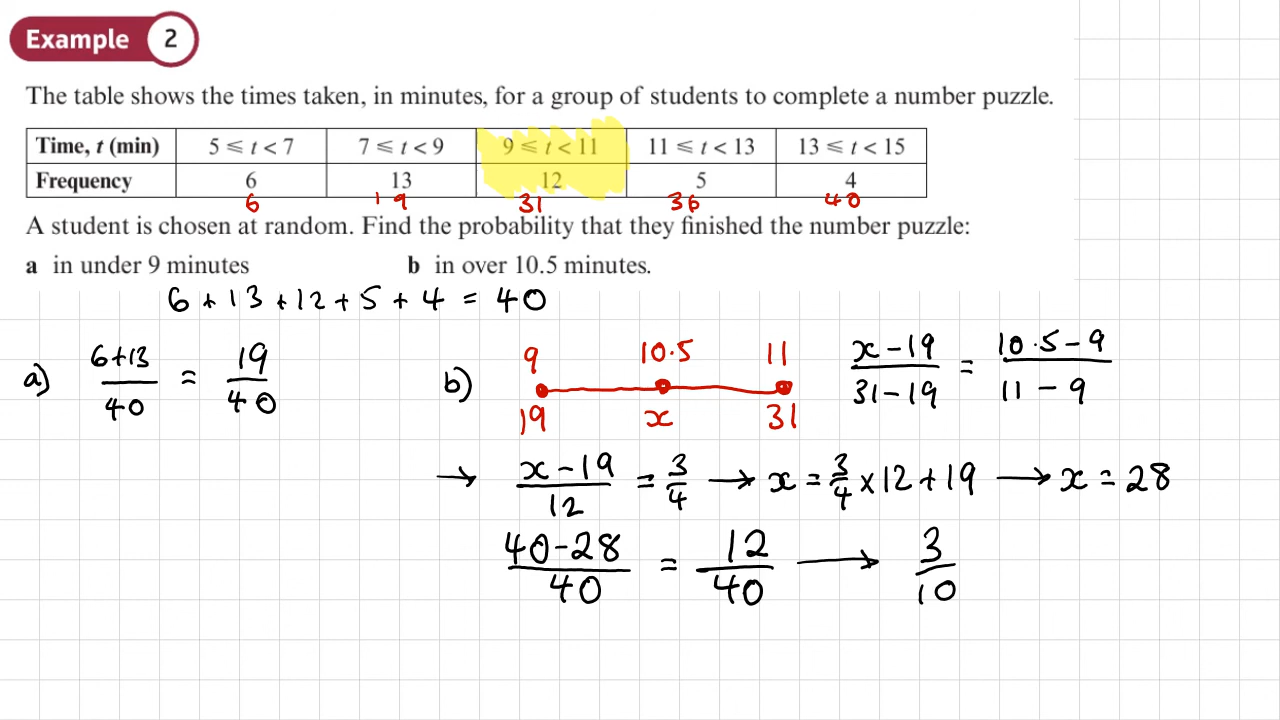 Example 2
The table shows the times taken, in minutes, for a group of students to complete a number puzzle.
Time, t (min) 5 ⩽ t < 7 7 ⩽ t < 9 9 ⩽ t < 11 11 ⩽ t < 13 13 ⩽ t < 15
Frequency 6 13 12 5 4
6 19 31 36 40
A student is chosen at random. Find the probability that they finished the number puzzle:
a in under 9 minutes b in over 10.5 minutes.
6 + 13 + 12 + 5 + 4 = 40
a) (6+13)/40 = 19/40
b) 9 10.5 11
19 x 31
(x - 19)/(31 - 19) = (10.5 - 9)/(11 - 9)
→ (x - 19)/12 = 3/4 → x = 3/4 × 12 + 19 → x = 28
(40 - 28)/40 = 12/40 → 3/10